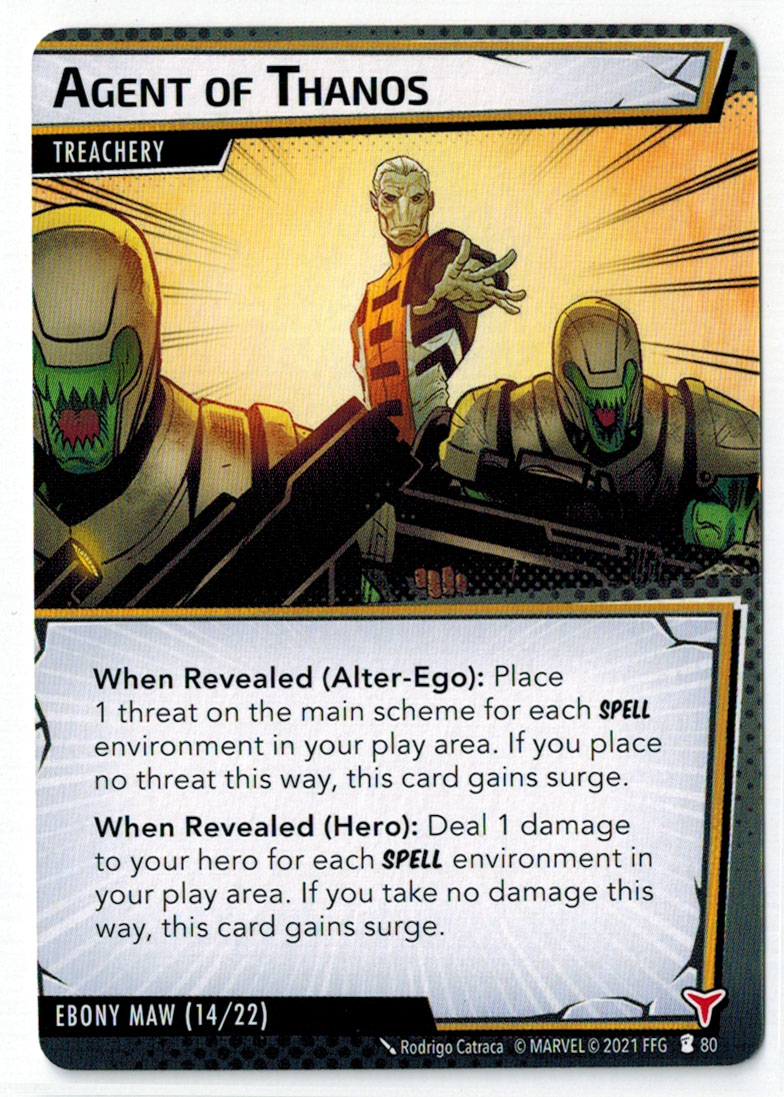 AGENT OF THANOS
TREACHERY
When Revealed (Alter-Ego): Place
1 threat on the main scheme for each SPELL
environment in your play area. If you place
no threat this way, this card gains surge.
When Revealed (Hero): Deal 1 damage
to your hero for each SPELL environment in
your play area. If you take no damage this
way, this card gains surge.
EBONY MAW (14/22)
Rodrigo Catraca © MARVEL © 2021 FFG 80